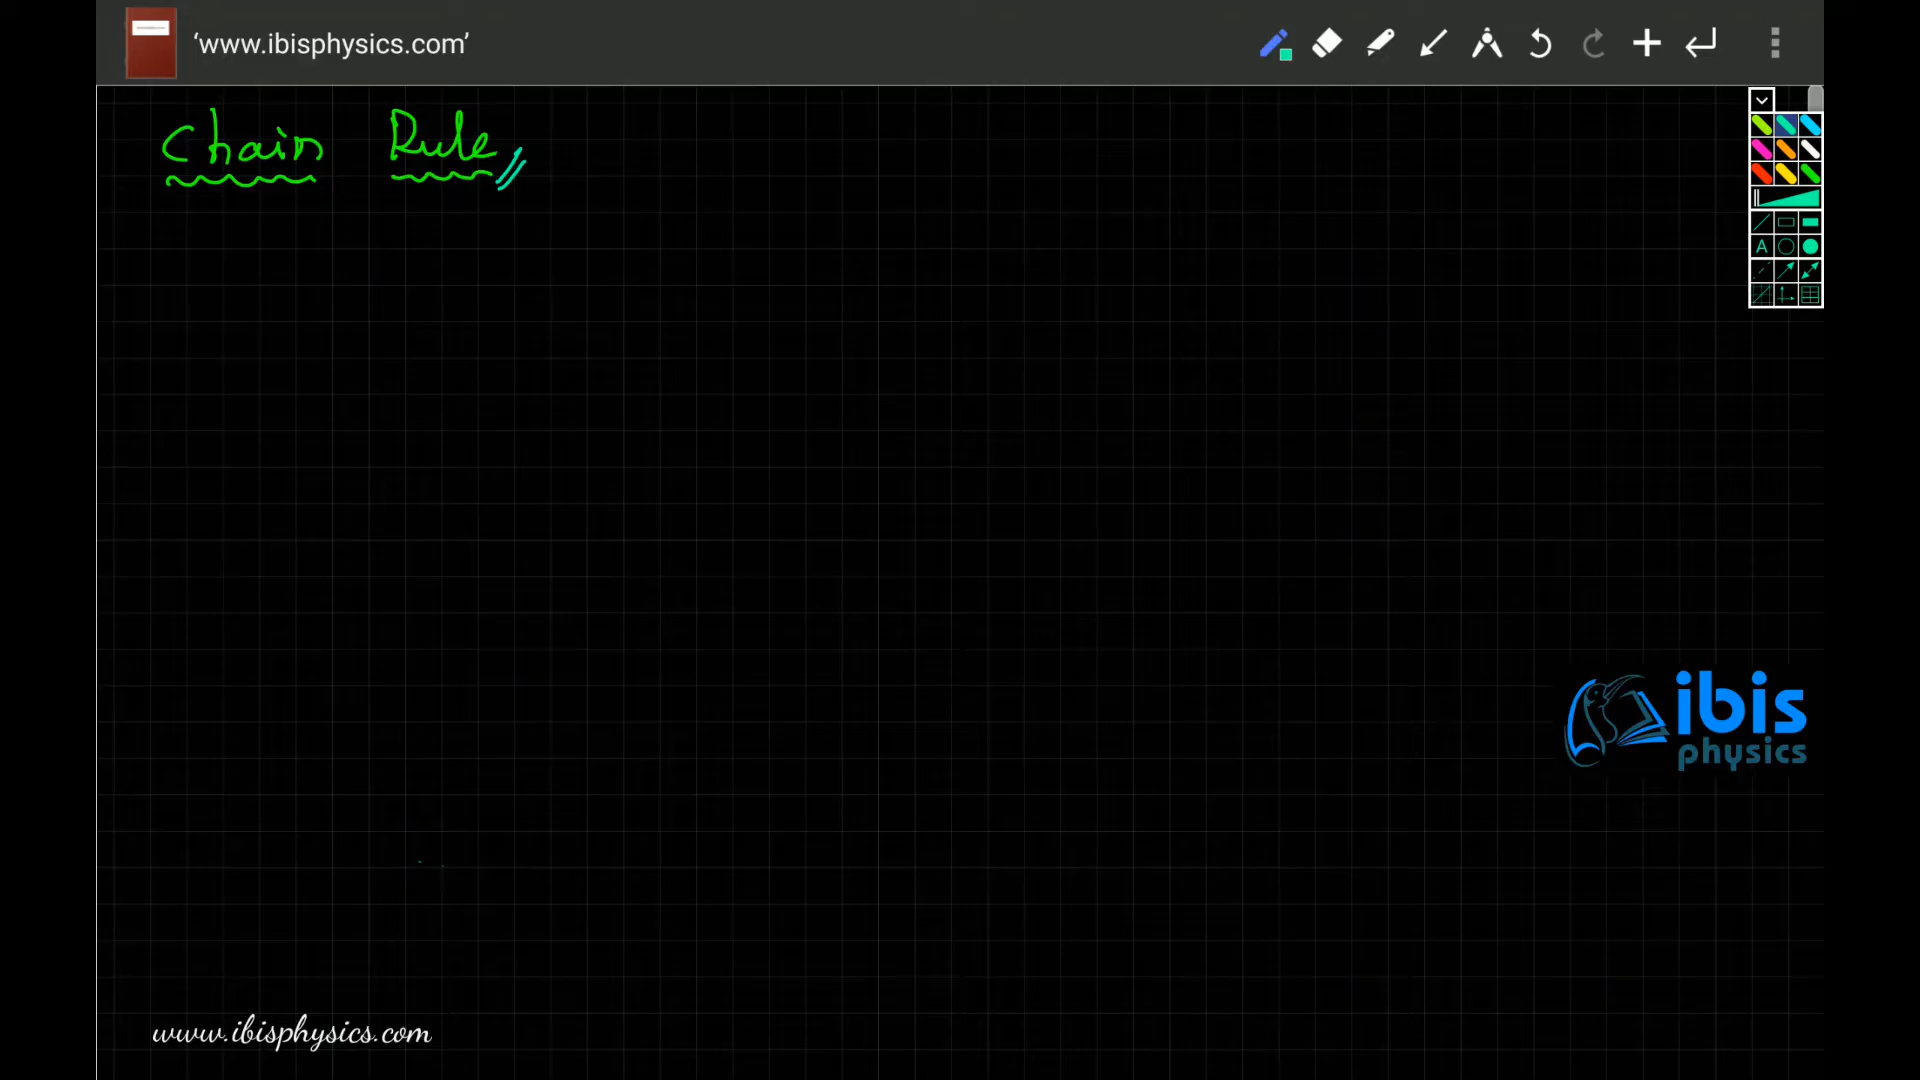 ‘www.ibisphysics.com’
Chain Rule
A
ibis
physics
www.ibisphysics.com